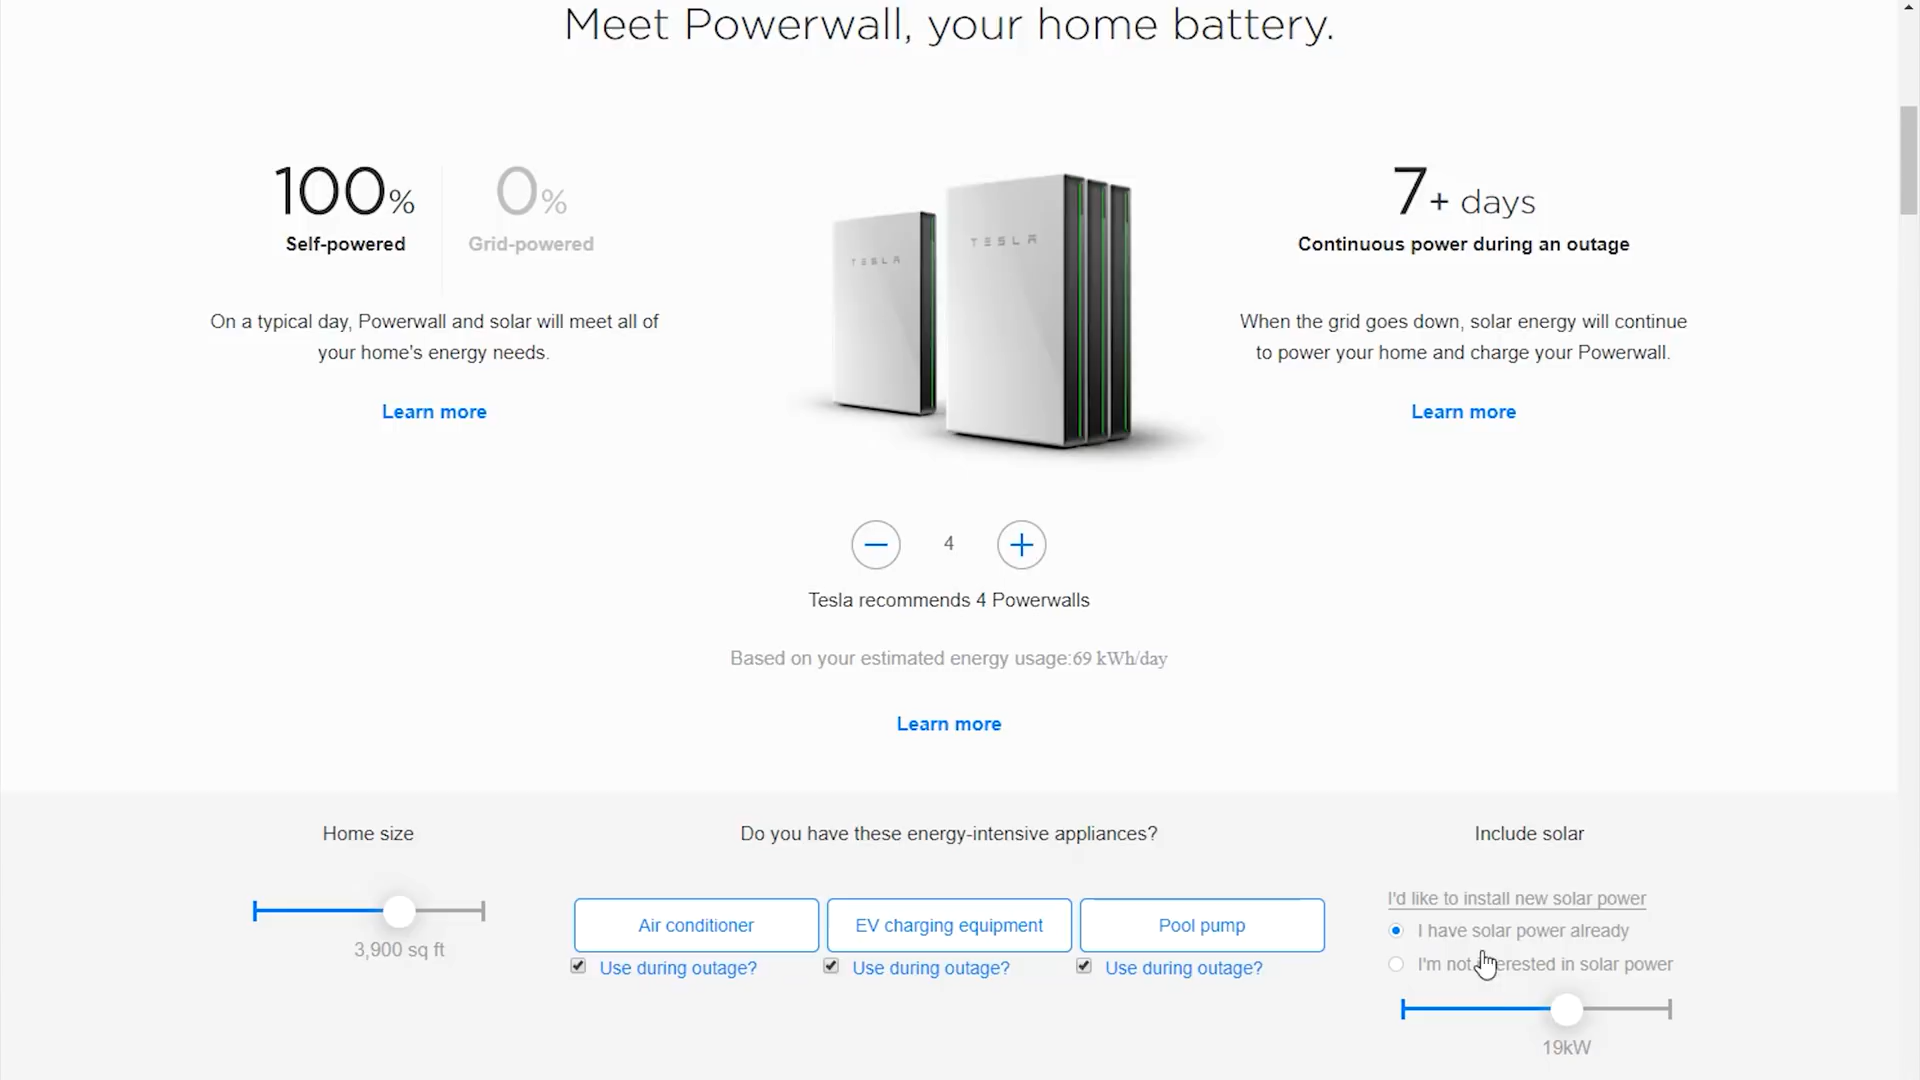 Meet Powerwall, your home battery.
100%
Self-powered
0%
Grid-powered
On a typical day, Powerwall and solar will meet all of
your home's energy needs.
Learn more
TESLA
TESLA
7+ days
Continuous power during an outage
When the grid goes down, solar energy will continue
to power your home and charge your Powerwall.
Learn more
4
Tesla recommends 4 Powerwalls
Based on your estimated energy usage:69 kWh/day
Learn more
Home size
3,900 sq ft
Do you have these energy-intensive appliances?
Air conditioner
Use during outage?
EV charging equipment
Use during outage?
Pool pump
Use during outage?
Include solar
I'd like to install new solar power
I have solar power already
I'm not interested in solar power
19kW